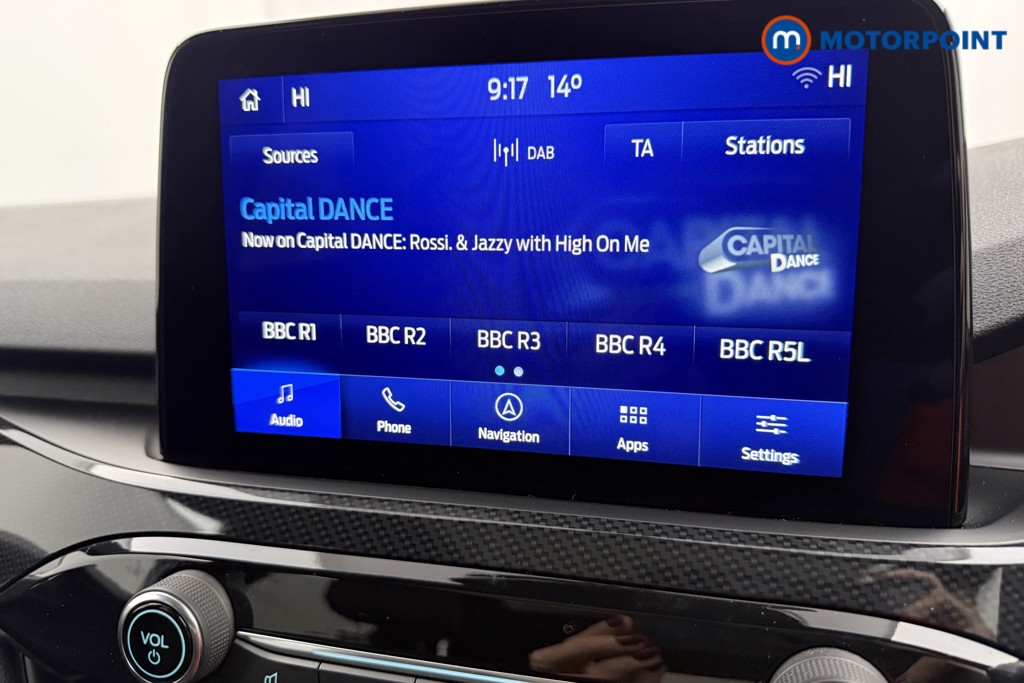 m MOTORPOINT
HI 9:17 14º HI
Sources DAB TA Stations
Capital DANCE
Now on Capital DANCE: Rossi. & Jazzy with High On Me
CAPITAL
DANCE
BBC R1 BBC R2 BBC R3 BBC R4 BBC R5L
Audio Phone Navigation Apps Settings
VOL